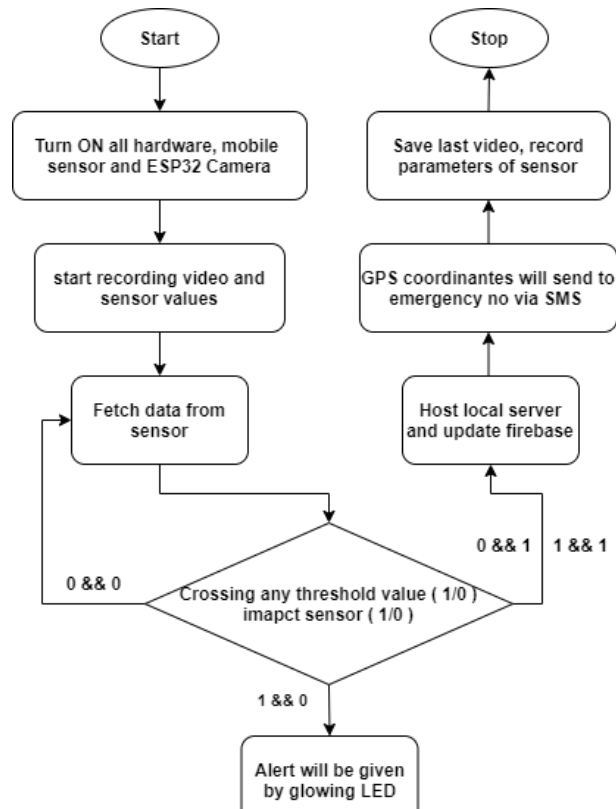 Start
Turn ON all hardware, mobile
sensor and ESP32 Camera
start recording video and
sensor values
Fetch data from
sensor
0 && 0
Crossing any threshold value ( 1/0 )
imapct sensor ( 1/0 )
1 && 0
Alert will be given
by glowing LED
0 && 1
1 && 1
Host local server
and update firebase
GPS coordinantes will send to
emergency no via SMS
Save last video, record
parameters of sensor
Stop